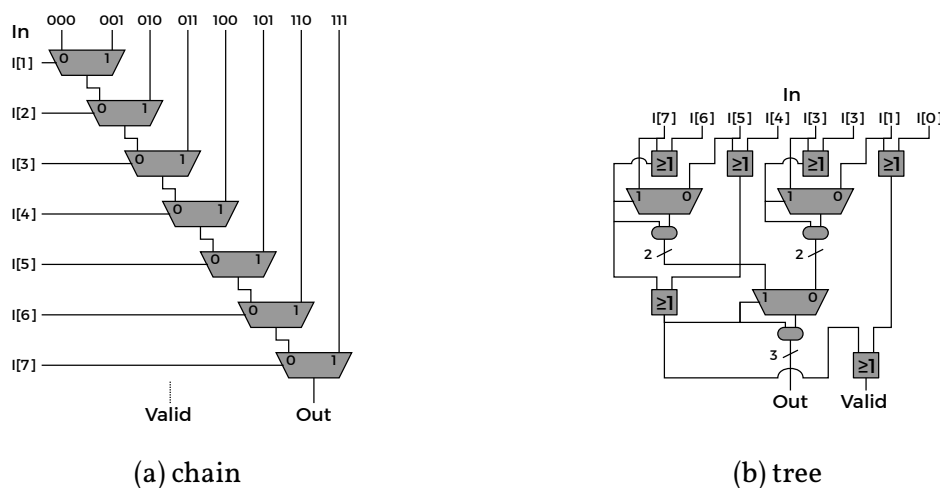 In 000 001 010 011 100 101 110 111
I[1] 0 1
I[2] 0 1
I[3] 0 1
I[4] 0 1
I[5] 0 1
I[6] 0 1
I[7] 0 1
Valid Out
(a) chain
In
I[7] I[6] I[5] I[4] I[3] I[3] I[1] I[0]
≥1 ≥1 ≥1 ≥1
1 0 1 0
2 2
≥1 1 0
3 ≥1
Out Valid
(b) tree